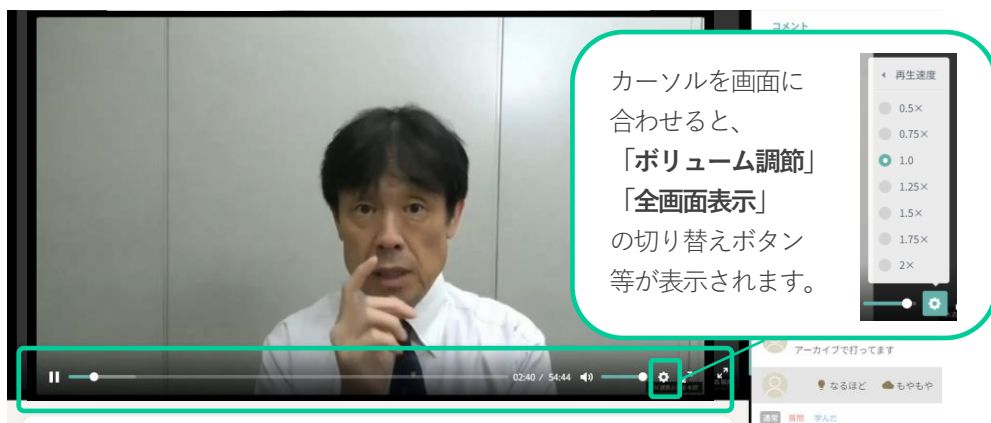 コメント
カーソルを画面に
合わせると、
「ボリューム調節」
「全画面表示」
の切り替えボタン
等が表示されます。
再生速度
0.5×
0.75×
1.0
1.25×
1.5×
1.75×
2×
02:40 / 54:44
アーカイブで打ってます
なるほど もやもや
通常 質問 学んだ